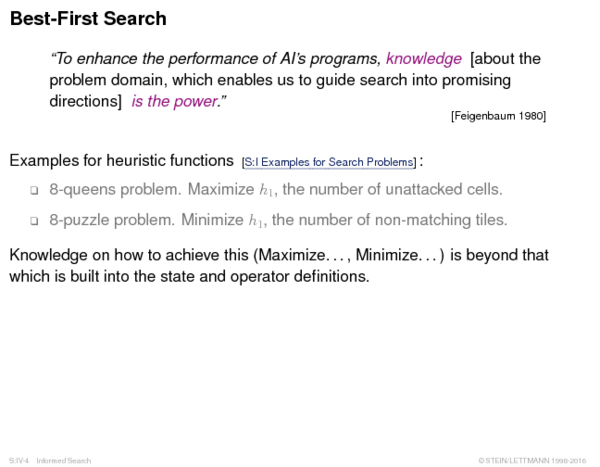 Best-First Search
“To enhance the performance of AI’s programs, knowledge [about the
problem domain, which enables us to guide search into promising
directions] is the power.”
[Feigenbaum 1980]
Examples for heuristic functions [S:I Examples for Search Problems] :
❑ 8-queens problem. Maximize h₁, the number of unattacked cells.
❑ 8-puzzle problem. Minimize h₁, the number of non-matching tiles.
Knowledge on how to achieve this (Maximize. . . , Minimize. . . ) is beyond that
which is built into the state and operator definitions.
S:IV-4 Informed Search
© STEIN/LETTMANN 1998-2016